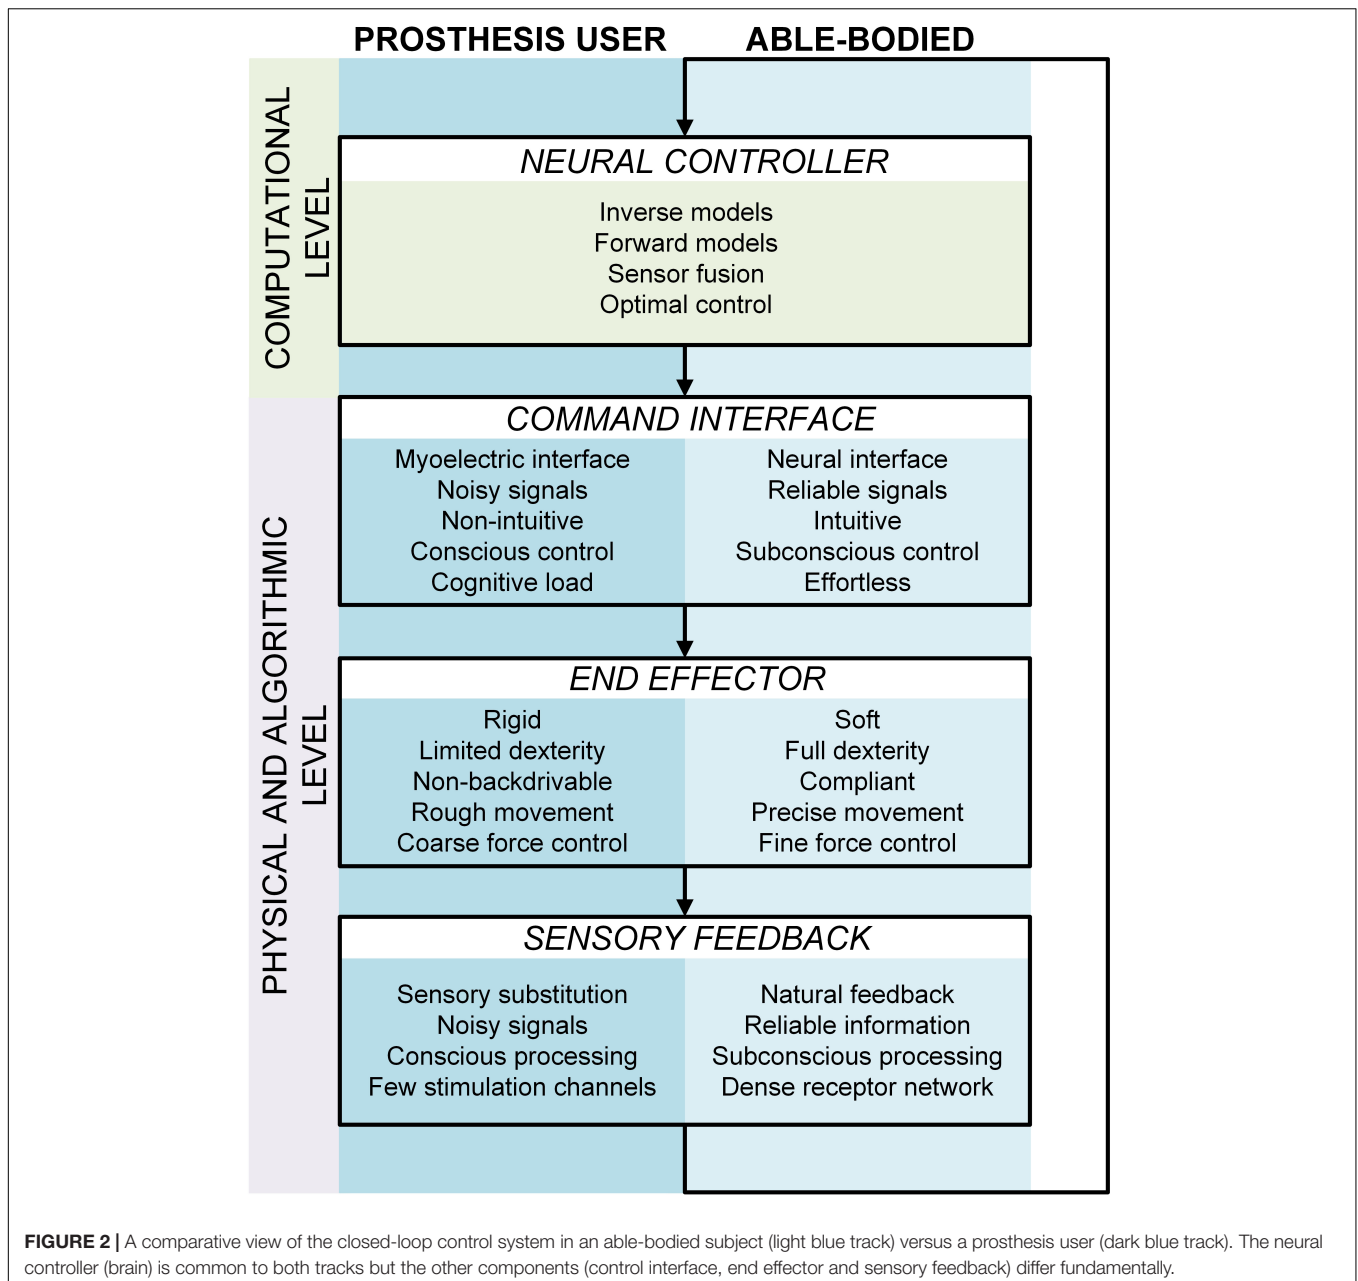 PROSTHESIS USER
ABLE-BODIED
COMPUTATIONAL
LEVEL
NEURAL CONTROLLER
Inverse models
Forward models
Sensor fusion
Optimal control
PHYSICAL AND ALGORITHMIC
LEVEL
COMMAND INTERFACE
Myoelectric interface
Noisy signals
Non-intuitive
Conscious control
Cognitive load
Neural interface
Reliable signals
Intuitive
Subconscious control
Effortless
END EFFECTOR
Rigid
Limited dexterity
Non-backdrivable
Rough movement
Coarse force control
Soft
Full dexterity
Compliant
Precise movement
Fine force control
SENSORY FEEDBACK
Sensory substitution
Noisy signals
Conscious processing
Few stimulation channels
Natural feedback
Reliable information
Subconscious processing
Dense receptor network
FIGURE 2 | A comparative view of the closed-loop control system in an able-bodied subject (light blue track) versus a prosthesis user (dark blue track). The neural
controller (brain) is common to both tracks but the other components (control interface, end effector and sensory feedback) differ fundamentally.